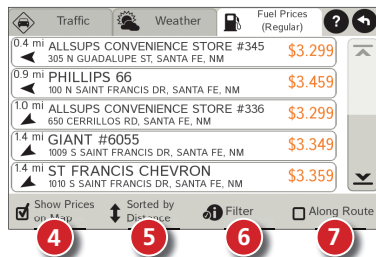 Traffic
Weather
Fuel Prices
(Regular)
?
0.4 mi ALLSUPS CONVENIENCE STORE #345 $3.299
305 N GUADALUPE ST, SANTA FE, NM
0.9 mi PHILLIPS 66 $3.459
100 N SAINT FRANCIS DR, SANTA FE, NM
1.0 mi ALLSUPS CONVENIENCE STORE #336 $3.299
650 CERRILLOS RD, SANTA FE, NM
1.4 mi GIANT #6055 $3.349
1009 S SAINT FRANCIS DR, SANTA FE, NM
1.4 mi ST FRANCIS CHEVRON $3.359
1010 S SAINT FRANCIS DR, SANTA FE, NM
Show Prices
on Map
Sorted by
Distance
Filter
Along Route
4 5 6 7